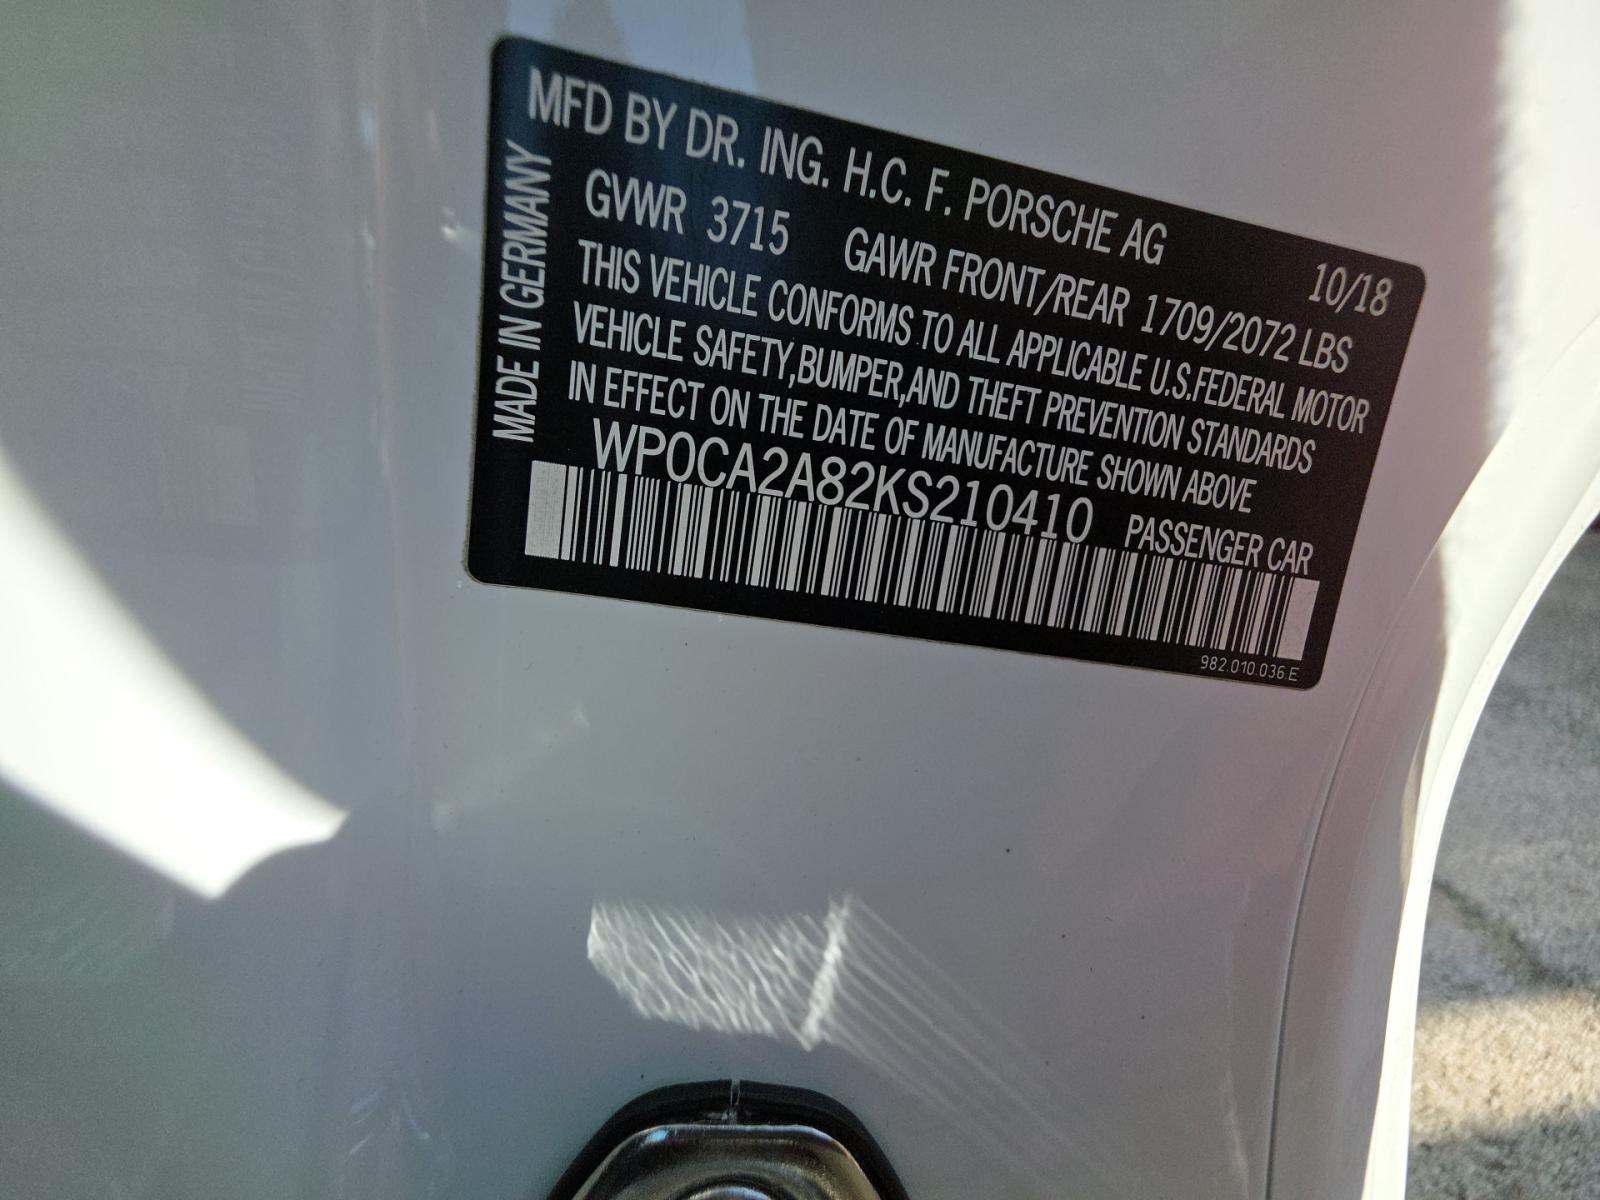 MFD BY DR. ING. H.C. F. PORSCHE AG
10/18
GVWR 3715 GAWR FRONT/REAR 1709/2072 LBS
THIS VEHICLE CONFORMS TO ALL APPLICABLE U.S.FEDERAL MOTOR
VEHICLE SAFETY,BUMPER,AND THEFT PREVENTION STANDARDS
IN EFFECT ON THE DATE OF MANUFACTURE SHOWN ABOVE
WP0CA2A82KS210410
PASSENGER CAR
982.010.036.E
MADE IN GERMANY